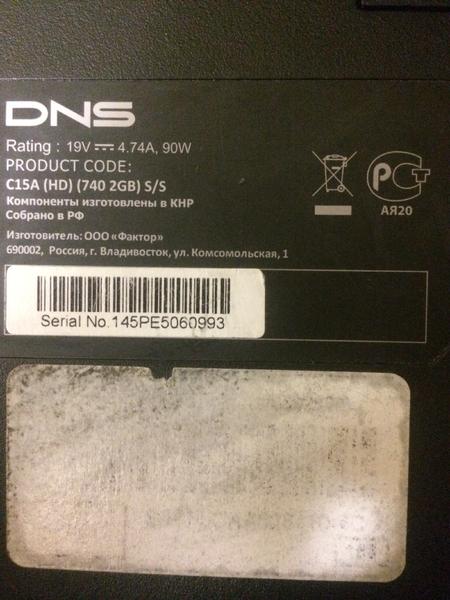 DNS
Rating : 19V 4.74A, 90W
PRODUCT CODE:
C15A (HD) (740 2GB) S/S
Компоненты изготовлены в КНР
Собрано в РФ
Изготовитель: ООО «Фактор»
690002, Россия, г. Владивосток, ул. Комсомольская, 1
РСТ
АЯ20
Serial No.145PE5060993